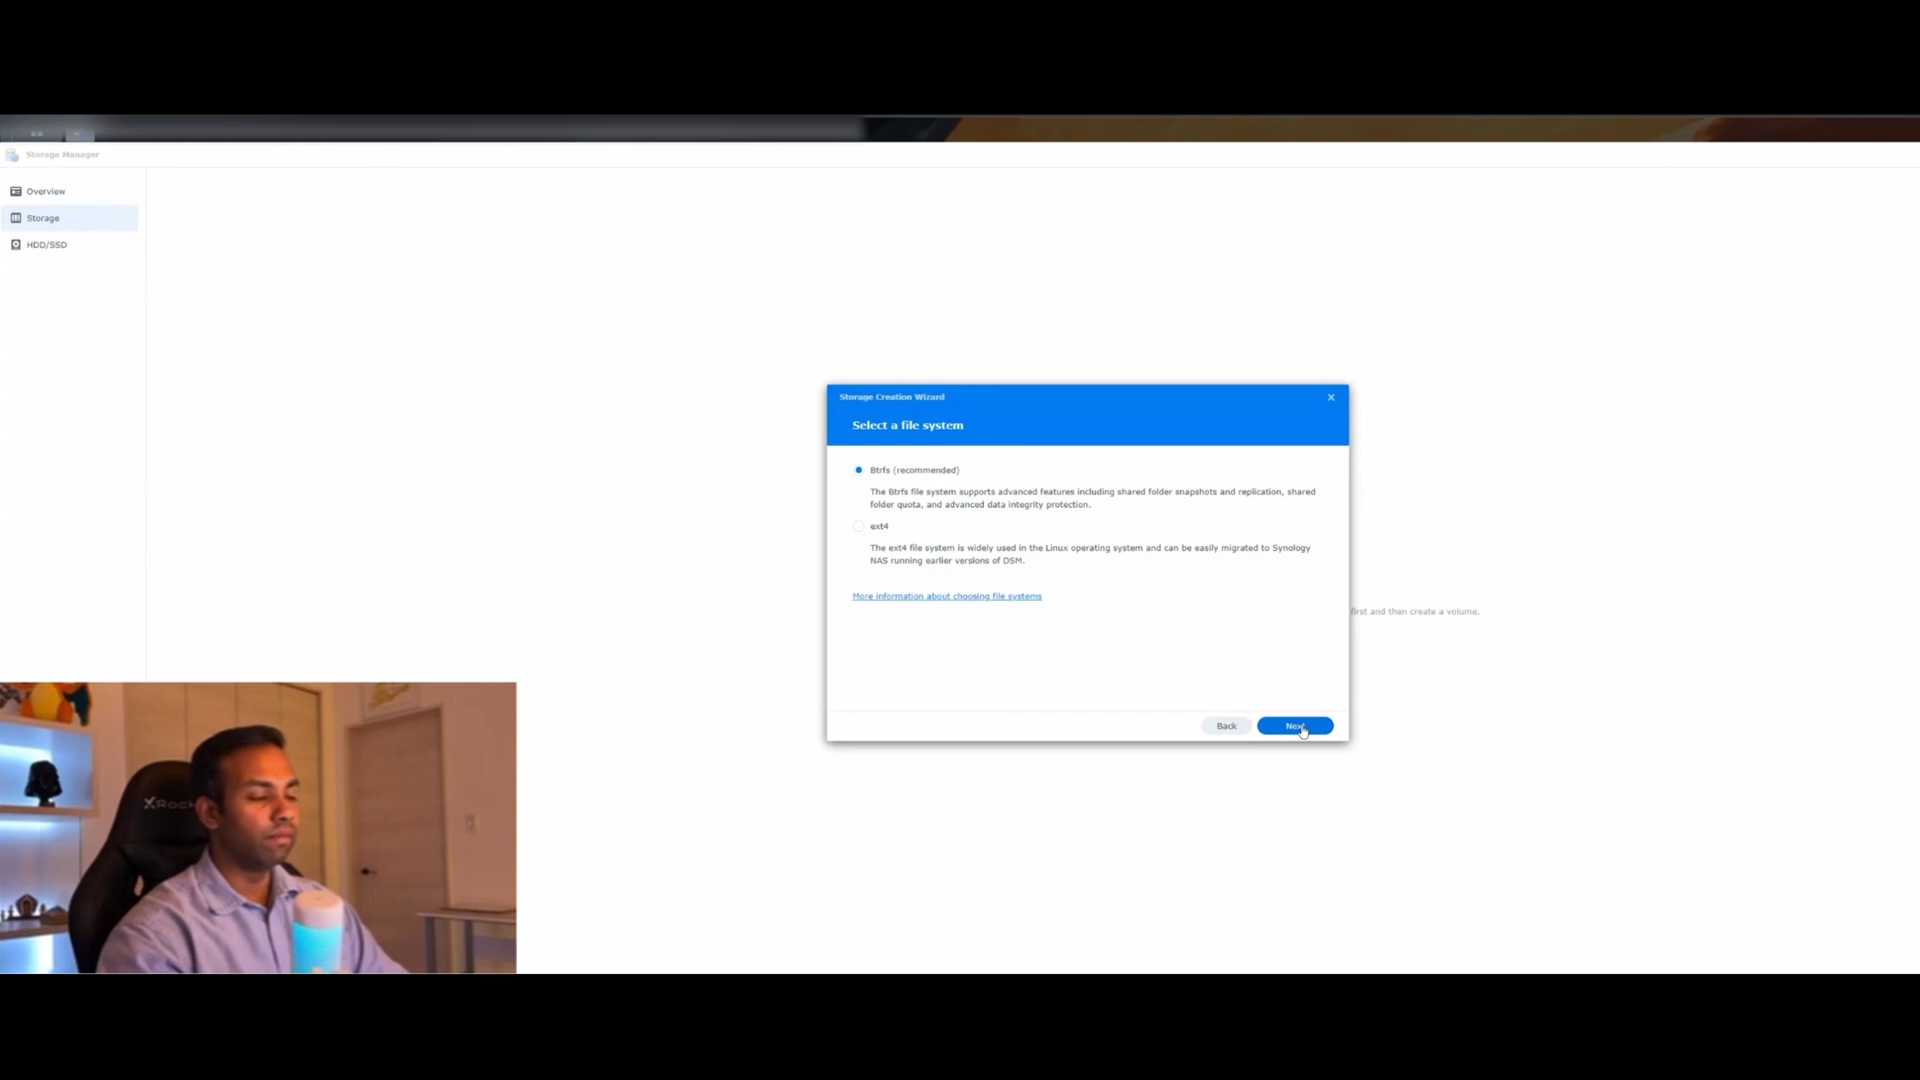 Storage Manager
Overview
Storage
HDD/SSD
Storage Creation Wizard
Select a file system
Btrfs (recommended)
The Btrfs file system supports advanced features including shared folder snapshots and replication, shared
folder quota, and advanced data integrity protection.
ext4
The ext4 file system is widely used in the Linux operating system and can be easily migrated to Synology
NAS running earlier versions of DSM.
More information about choosing file systems
first and then create a volume.
Back
Next
XRock